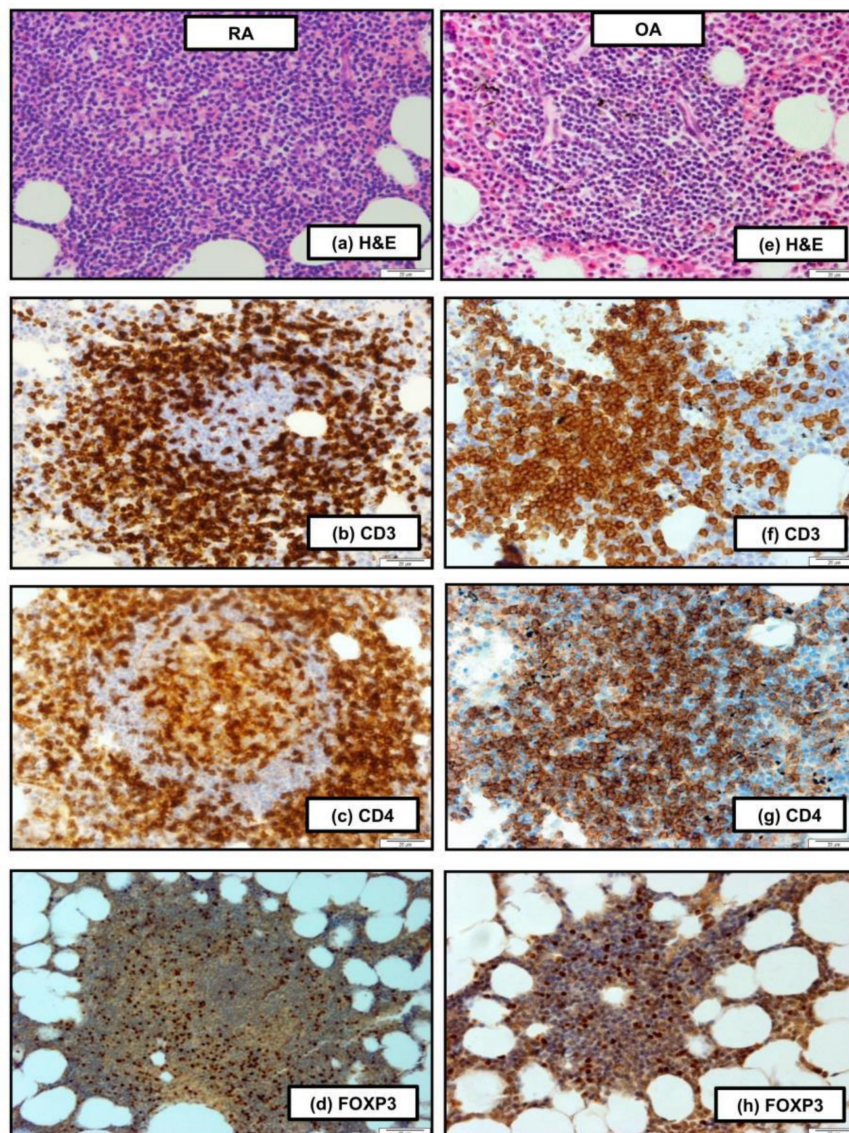 RA
OA
(a) H&E
(e) H&E
(b) CD3
(f) CD3
(c) CD4
(g) CD4
(d) FOXP3
(h) FOXP3